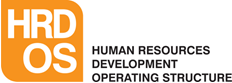 HRD
OS
HUMAN RESOURCES
DEVELOPMENT
OPERATING STRUCTURE